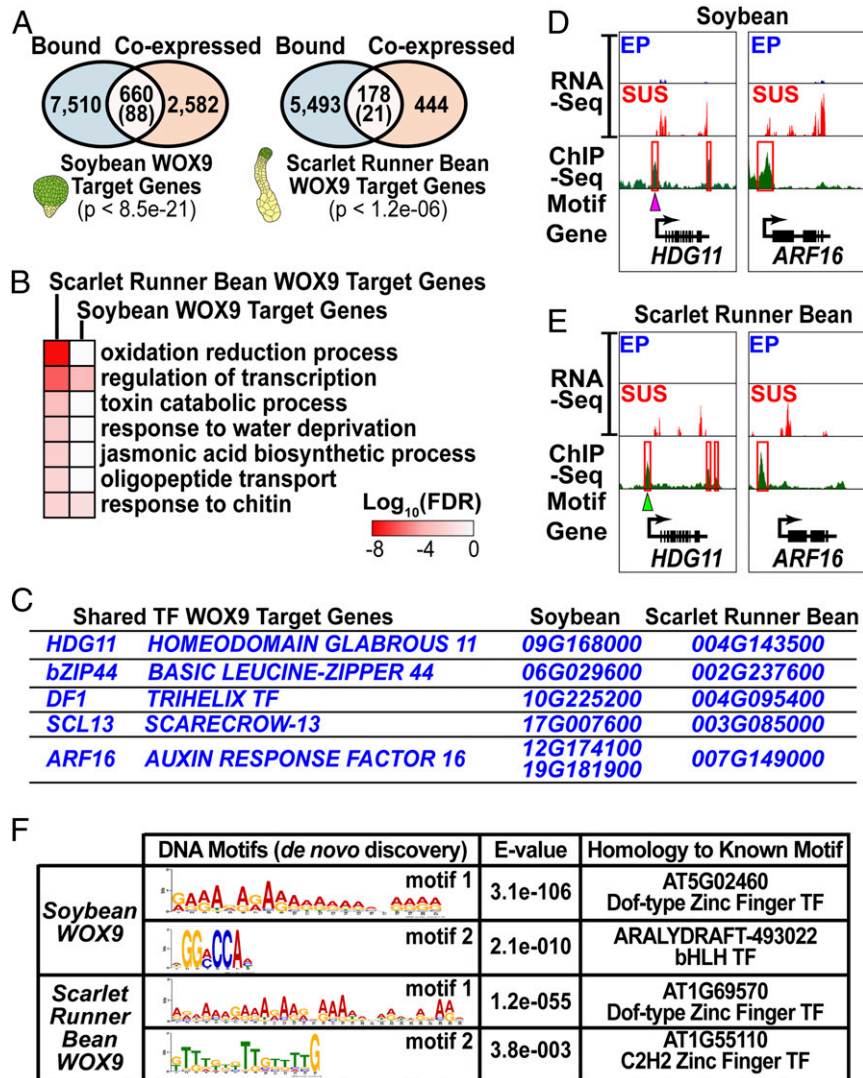 A
Bound Co-expressed
7,510 660 (88) 2,582
Soybean WOX9
Target Genes
(p < 8.5e-21)
Bound Co-expressed
5,493 178 (21) 444
Scarlet Runner Bean
WOX9 Target Genes
(p < 1.2e-06)
B
Scarlet Runner Bean WOX9 Target Genes
Soybean WOX9 Target Genes
oxidation reduction process
regulation of transcription
toxin catabolic process
response to water deprivation
jasmonic acid biosynthetic process
oligopeptide transport
response to chitin
Log10(FDR)
-8 -4 0
C
Shared TF WOX9 Target Genes Soybean Scarlet Runner Bean
HDG11 HOMEODOMAIN GLABROUS 11 09G168000 004G143500
bZIP44 BASIC LEUCINE-ZIPPER 44 06G029600 002G237600
DF1 TRIHELIX TF 10G225200 004G095400
SCL13 SCARECROW-13 17G007600 003G085000
ARF16 AUXIN RESPONSE FACTOR 16 12G174100 007G149000
19G181900
D
Soybean
EP EP
RNA
-Seq
SUS SUS
ChIP
-Seq
Motif
Gene
HDG11 ARF16
E
Scarlet Runner Bean
EP EP
RNA
-Seq
SUS SUS
ChIP
-Seq
Motif
Gene
HDG11 ARF16
F
DNA Motifs (de novo discovery) E-value Homology to Known Motif
Soybean
WOX9
motif 1 3.1e-106 AT5G02460
Dof-type Zinc Finger TF
motif 2 2.1e-010 ARALYDRAFT-493022
bHLH TF
Scarlet
Runner
Bean
WOX9
motif 1 1.2e-055 AT1G69570
Dof-type Zinc Finger TF
motif 2 3.8e-003 AT1G55110
C2H2 Zinc Finger TF